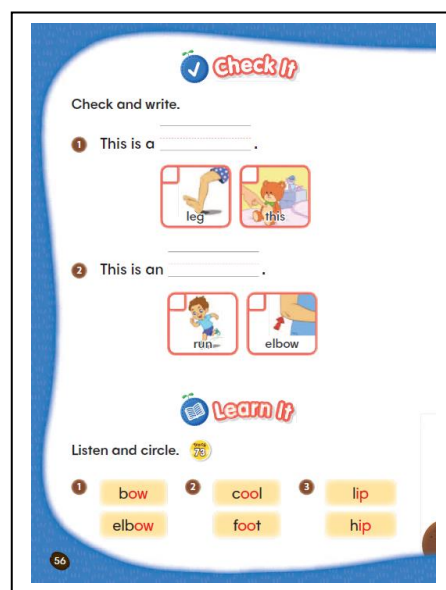 Check It
Check and write.
1 This is a .
leg this
2 This is an .
run elbow
Learn It
Listen and circle. Track 73
1 bow 2 cool 3 lip
elbow foot hip
56